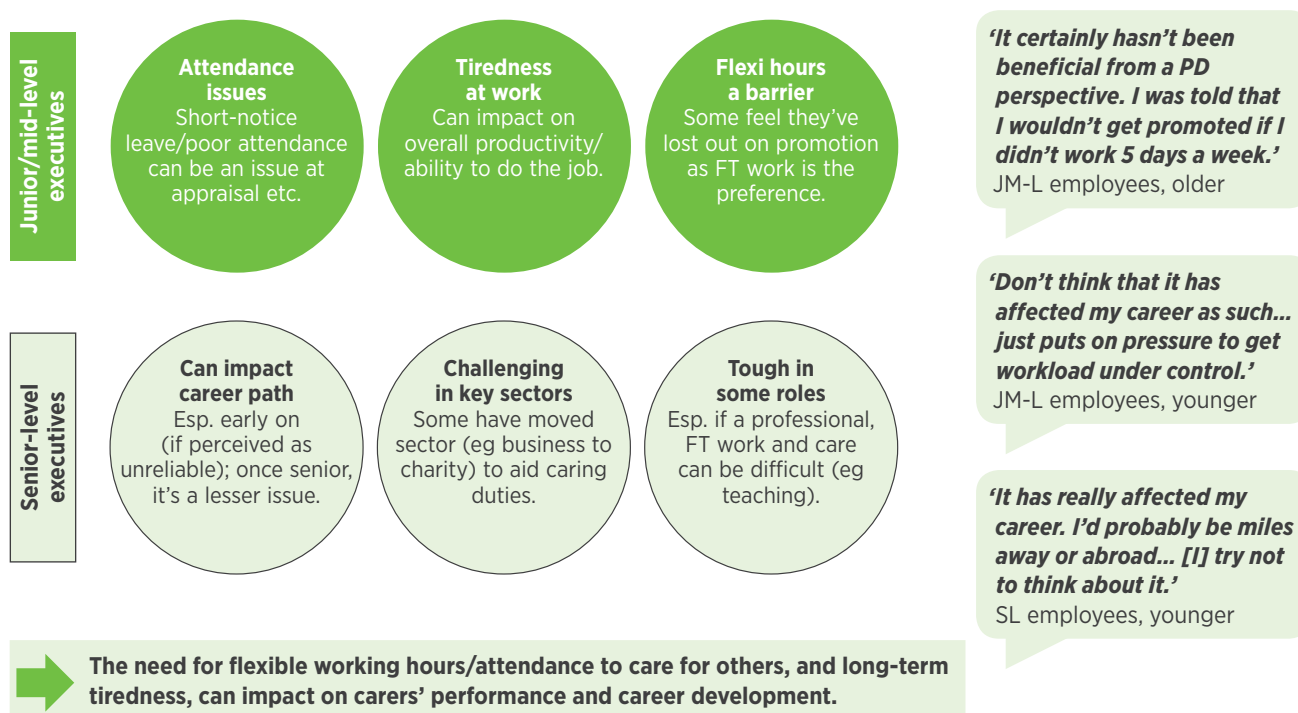 Junior/mid-level
executives
Attendance
issues
Short-notice
leave/poor attendance
can be an issue at
appraisal etc.
Tiredness
at work
Can impact on
overall productivity/
ability to do the job.
Flexi hours
a barrier
Some feel they’ve
lost out on promotion
as FT work is the
preference.
Senior-level
executives
Can impact
career path
Esp. early on
(if perceived as
unreliable); once senior,
it’s a lesser issue.
Challenging
in key sectors
Some have moved
sector (eg business to
charity) to aid caring
duties.
Tough in
some roles
Esp. if a professional,
FT work and care
can be difficult (eg
teaching).
‘It certainly hasn’t been
beneficial from a PD
perspective. I was told that
I wouldn’t get promoted if I
didn’t work 5 days a week.’
JM-L employees, older
‘Don’t think that it has
affected my career as such...
just puts on pressure to get
workload under control.’
JM-L employees, younger
‘It has really affected my
career. I’d probably be miles
away or abroad... [I] try not
to think about it.’
SL employees, younger
The need for flexible working hours/attendance to care for others, and long-term
tiredness, can impact on carers’ performance and career development.